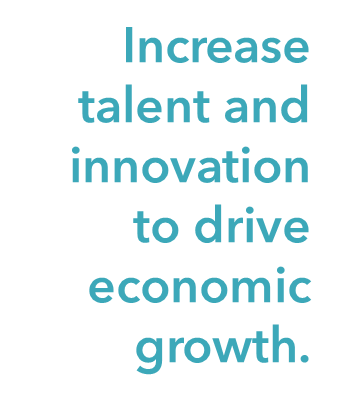 Increase
talent and
innovation
to drive
economic
growth.